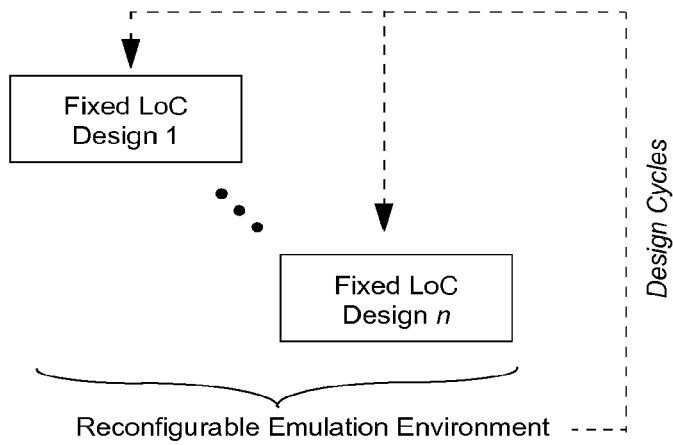 Fixed LoC
Design 1
Fixed LoC
Design n
Design Cycles
Reconfigurable Emulation Environment